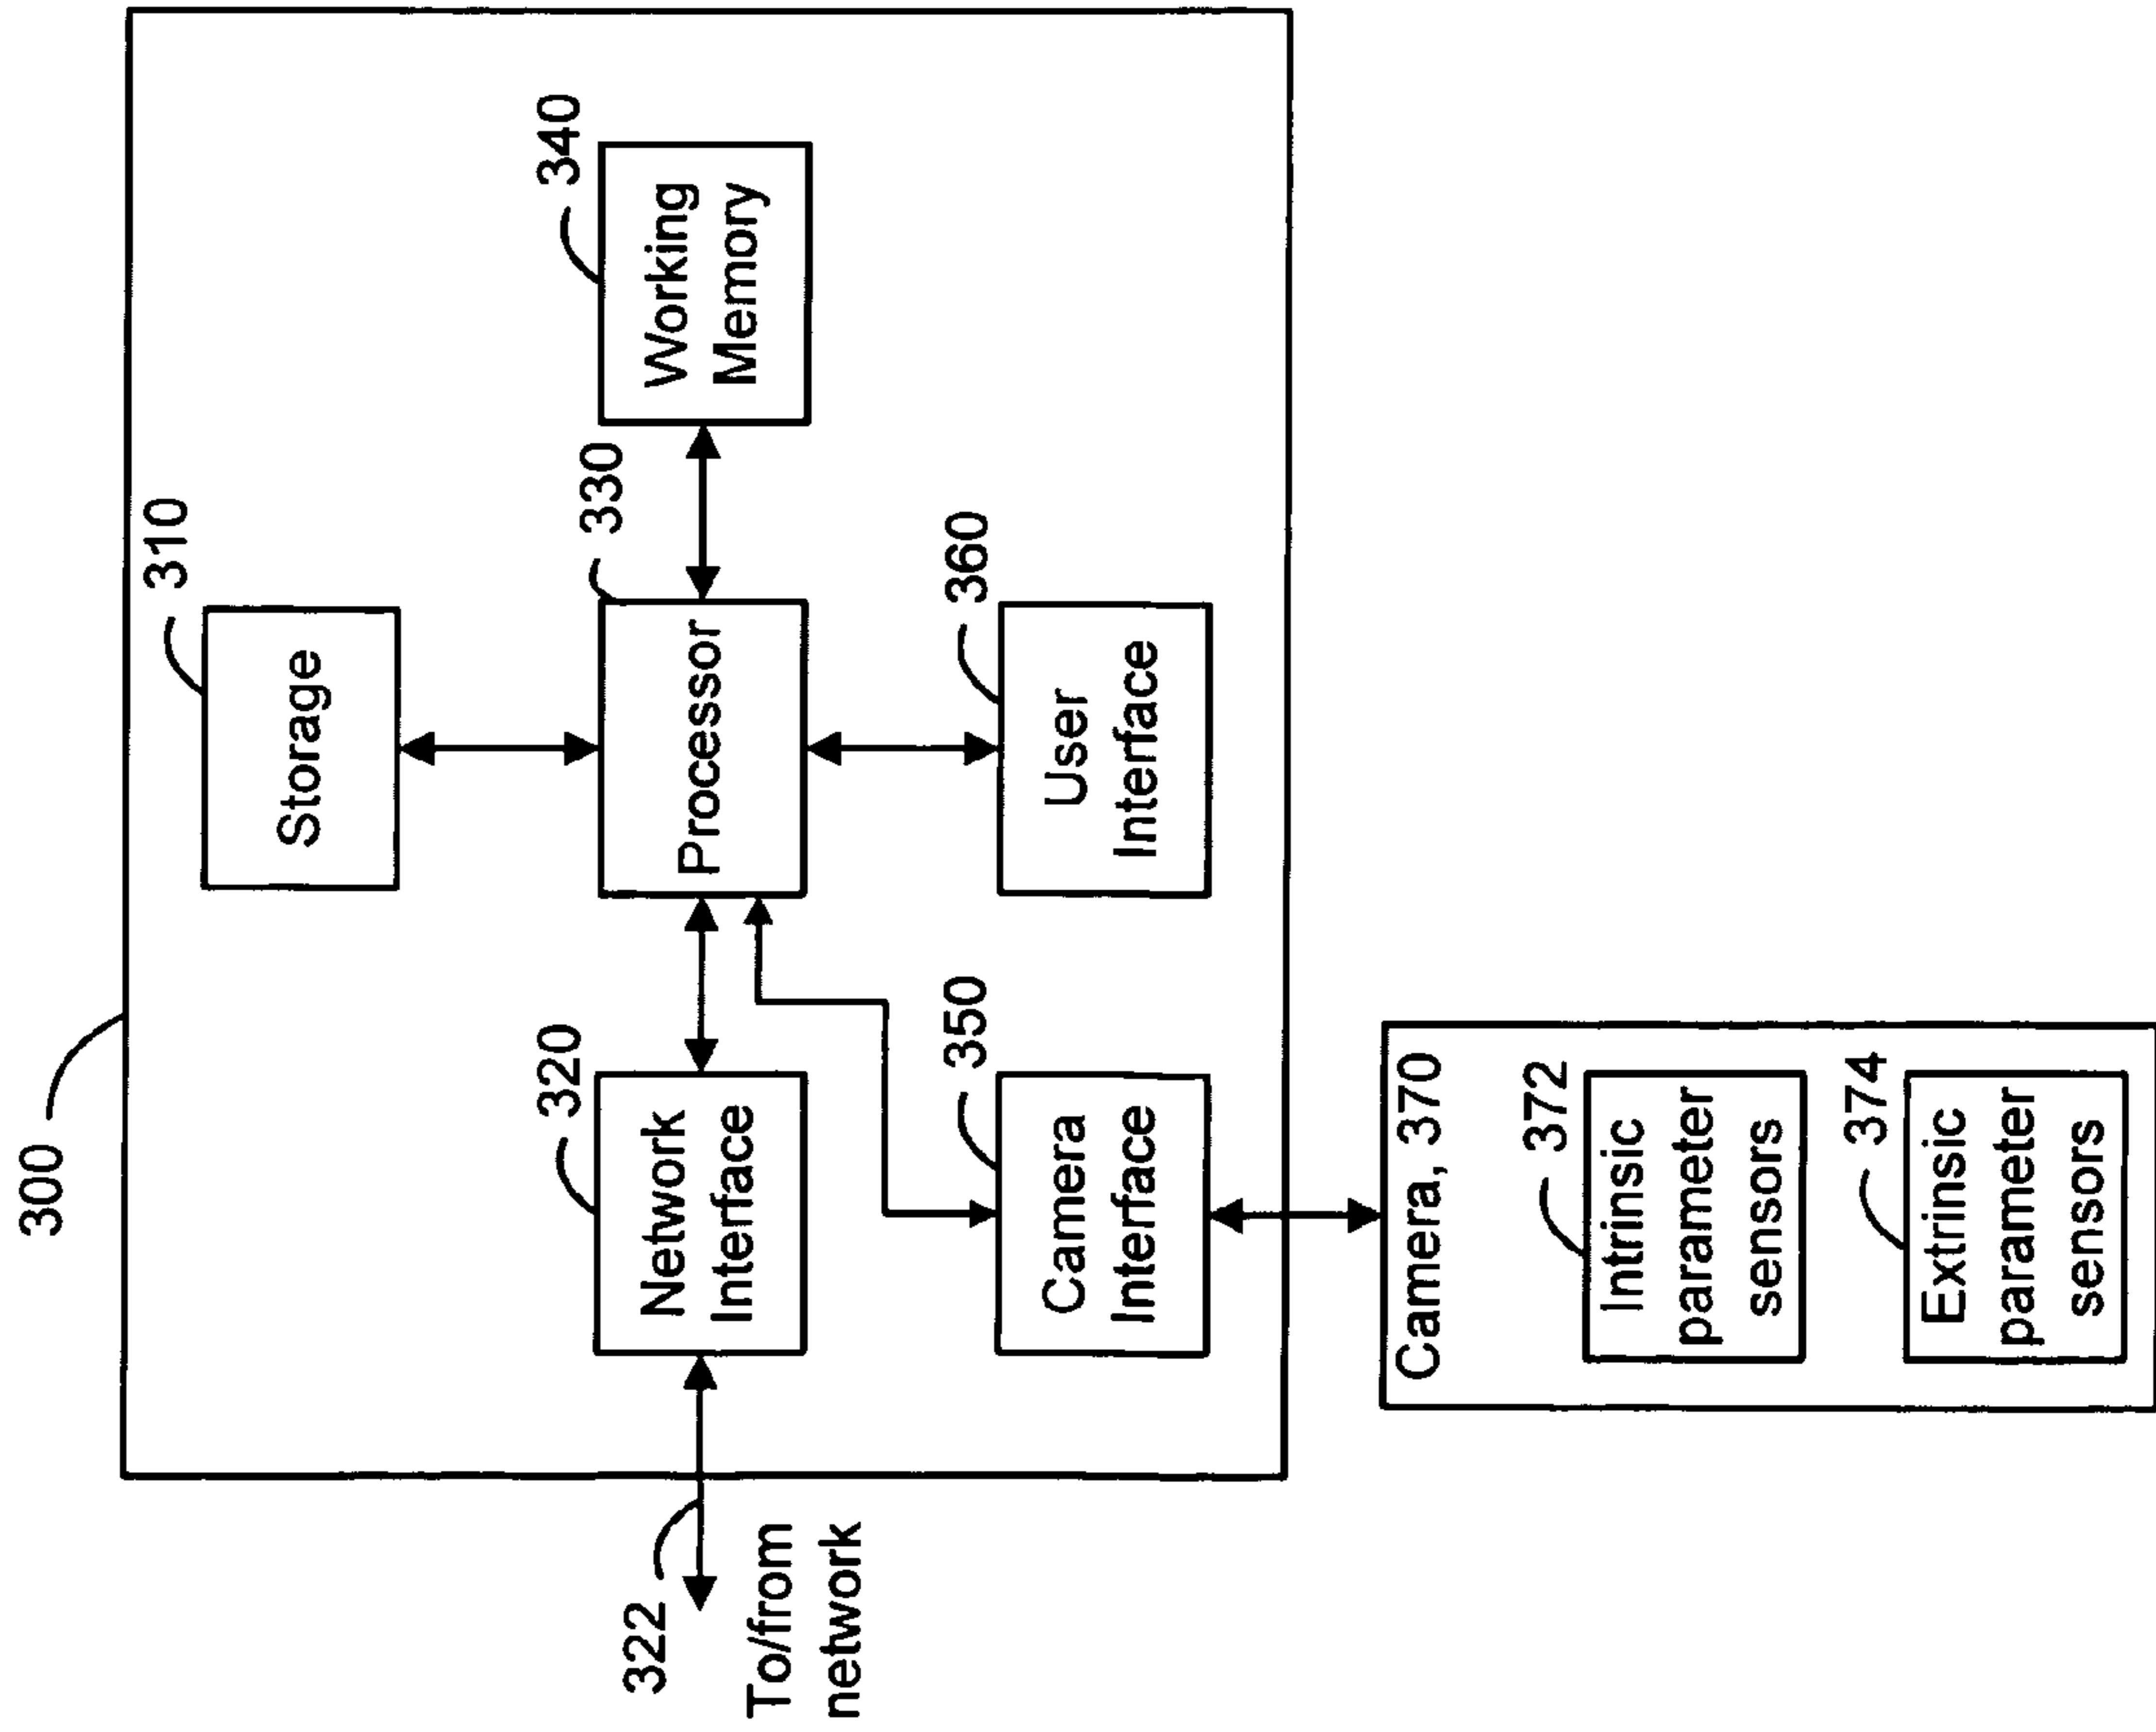 300
310
Storage
320
Network
Interface
330
Processor
340
Working
Memory
322
To/from
network
350
Camera
Interface
360
User
Interface
Camera, 370
372
Intrinsic
parameter
sensors
374
Extrinsic
parameter
sensors